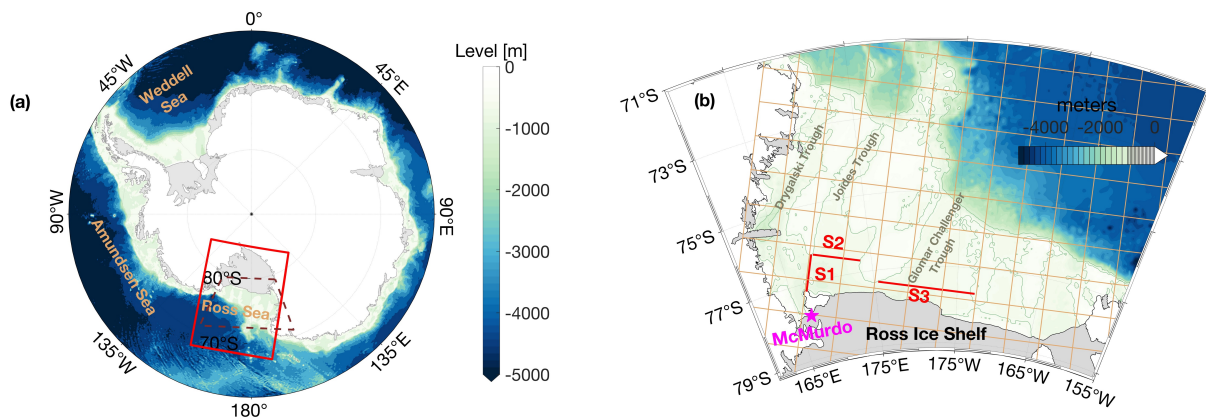 (a)
0°
45°W
45°E
90°W
90°E
135°W
135°E
180°
Weddell
Sea
Amundsen Sea
80°S
Ross Sea
70°S
Level [m]
0
-1000
-2000
-3000
-4000
-5000
(b)
71°S
73°S
75°S
77°S
79°S
165°E
175°E
175°W
165°W
155°W
meters
-4000 -2000 0
Drygalski Trough
Joides Trough
Glomar Challenger
Trough
S2
S1
S3
McMurdo
Ross Ice Shelf